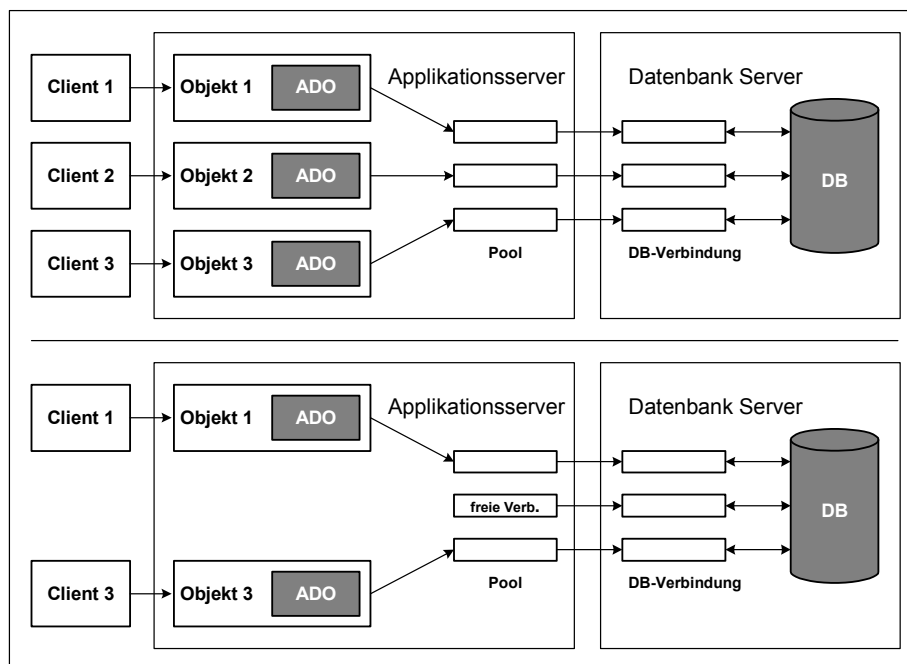 Applikationsserver
Datenbank Server
Client 1
Objekt 1
ADO
Client 2
Objekt 2
ADO
DB
Client 3
Objekt 3
ADO
Pool
DB-Verbindung
Applikationsserver
Datenbank Server
Client 1
Objekt 1
ADO
freie Verb.
DB
Client 3
Objekt 3
ADO
Pool
DB-Verbindung